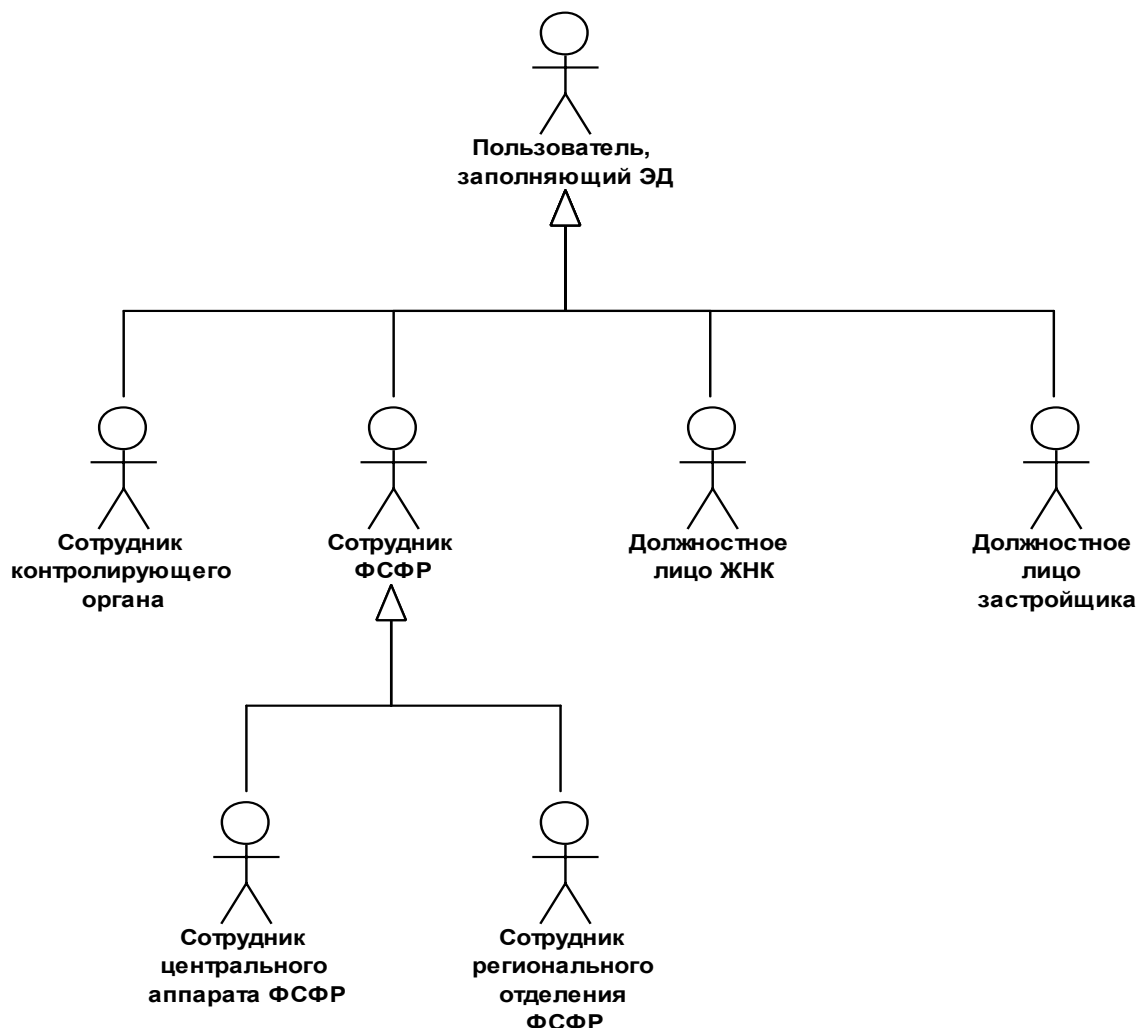 Пользователь,
заполняющий ЭД
Сотрудник
контролирующего
органа
Сотрудник
ФСФР
Должностное
лицо ЖНК
Должностное
лицо
застройщика
Сотрудник
центрального
аппарата ФСФР
Сотрудник
регионального
отделения
ФСФР